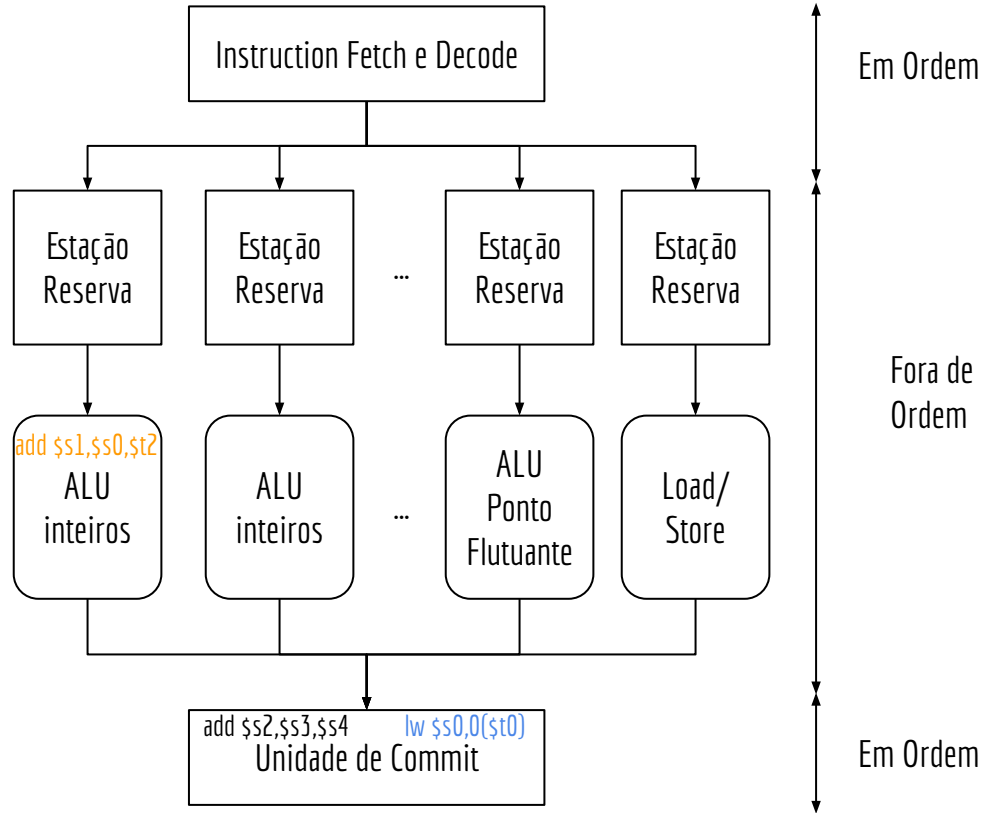 Instruction Fetch e Decode
Em Ordem
Estação
Reserva
Estação
Reserva
...
Estação
Reserva
Estação
Reserva
Fora de
Ordem
add $s1,$s0,$t2
ALU
inteiros
ALU
inteiros
...
ALU
Ponto
Flutuante
Load/
Store
add $s2,$s3,$s4
lw $s0,0($t0)
Unidade de Commit
Em Ordem